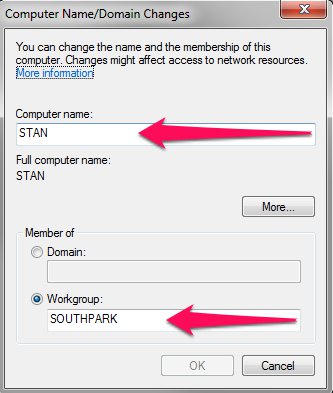 Computer Name/Domain Changes
You can change the name and the membership of this
computer. Changes might affect access to network resources.
More information
Computer name:
STAN
Full computer name:
STAN
More...
Member of
Domain:
Workgroup:
SOUTHPARK
OK
Cancel